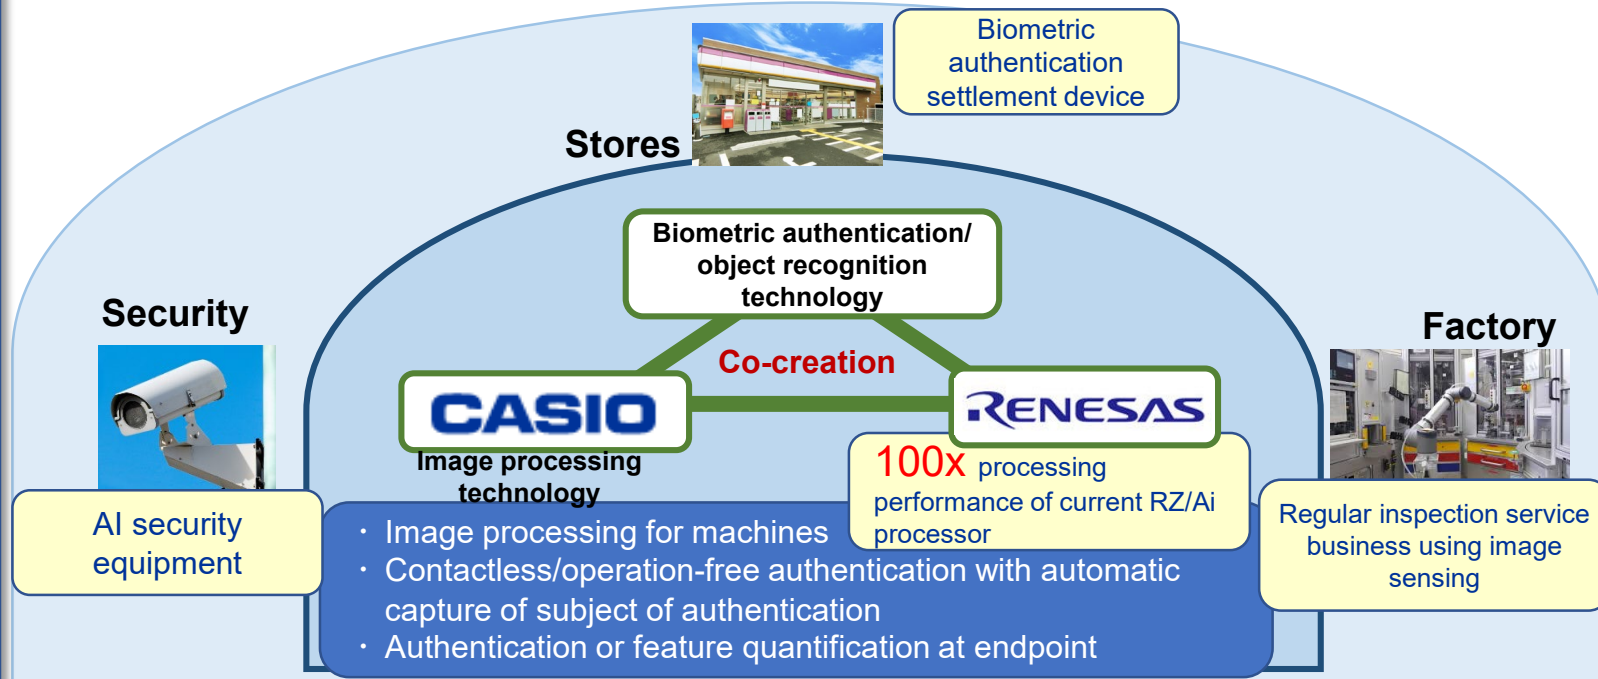 Biometric
authentication
settlement device
Stores
Biometric authentication/
object recognition
technology
Security
Factory
Co-creation
CASIO
RENESAS
Image processing
technology
100x processing
performance of current RZ/Ai
processor
AI security
equipment
Regular inspection service
business using image
sensing
・ Image processing for machines
・ Contactless/operation-free authentication with automatic
capture of subject of authentication
・ Authentication or feature quantification at endpoint